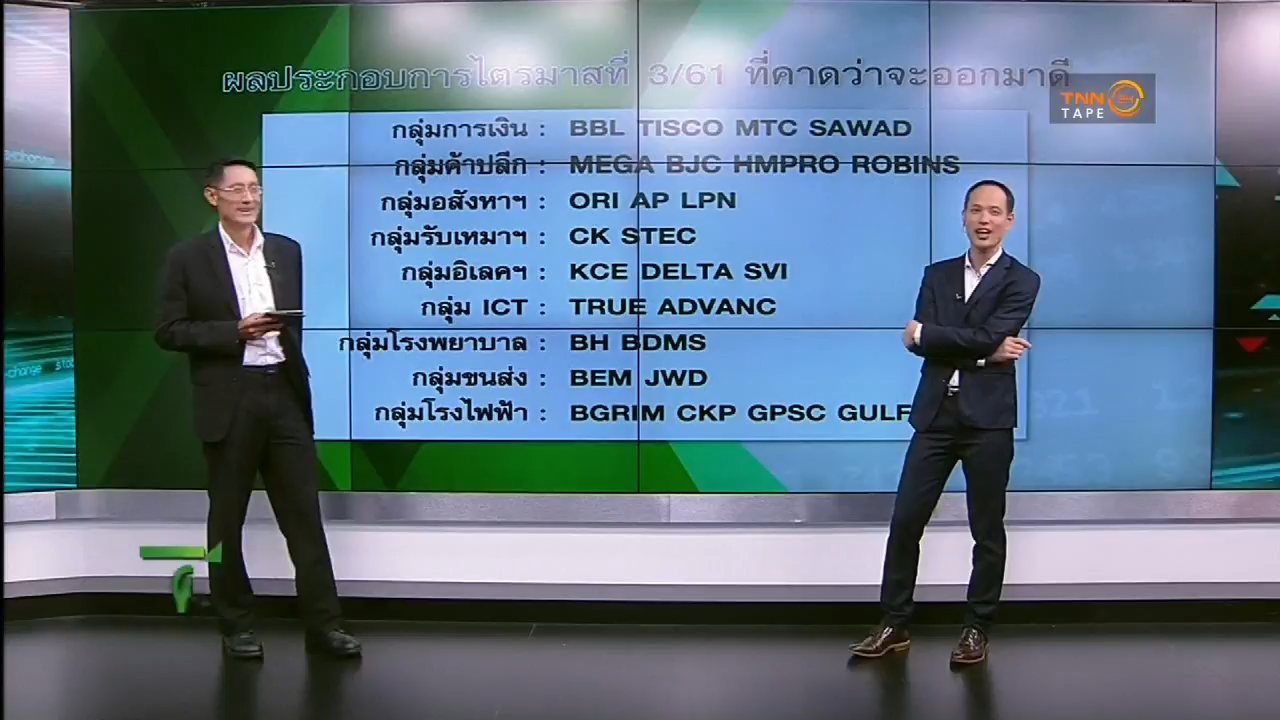 ผลประกอบการไตรมาสที่ 3/61 ที่คาดว่าจะออกมาดี
TNN 24
TAPE
กลุ่มการเงิน : BBL TISCO MTC SAWAD
กลุ่มค้าปลีก : MEGA BJC HMPRO ROBINS
กลุ่มอสังหาฯ : ORI AP LPN
กลุ่มรับเหมาฯ : CK STEC
กลุ่มอิเลคฯ : KCE DELTA SVI
กลุ่ม ICT : TRUE ADVANC
กลุ่มโรงพยาบาล : BH BDMS
กลุ่มขนส่ง : BEM JWD
กลุ่มโรงไฟฟ้า : BGRIM CKP GPSC GULF